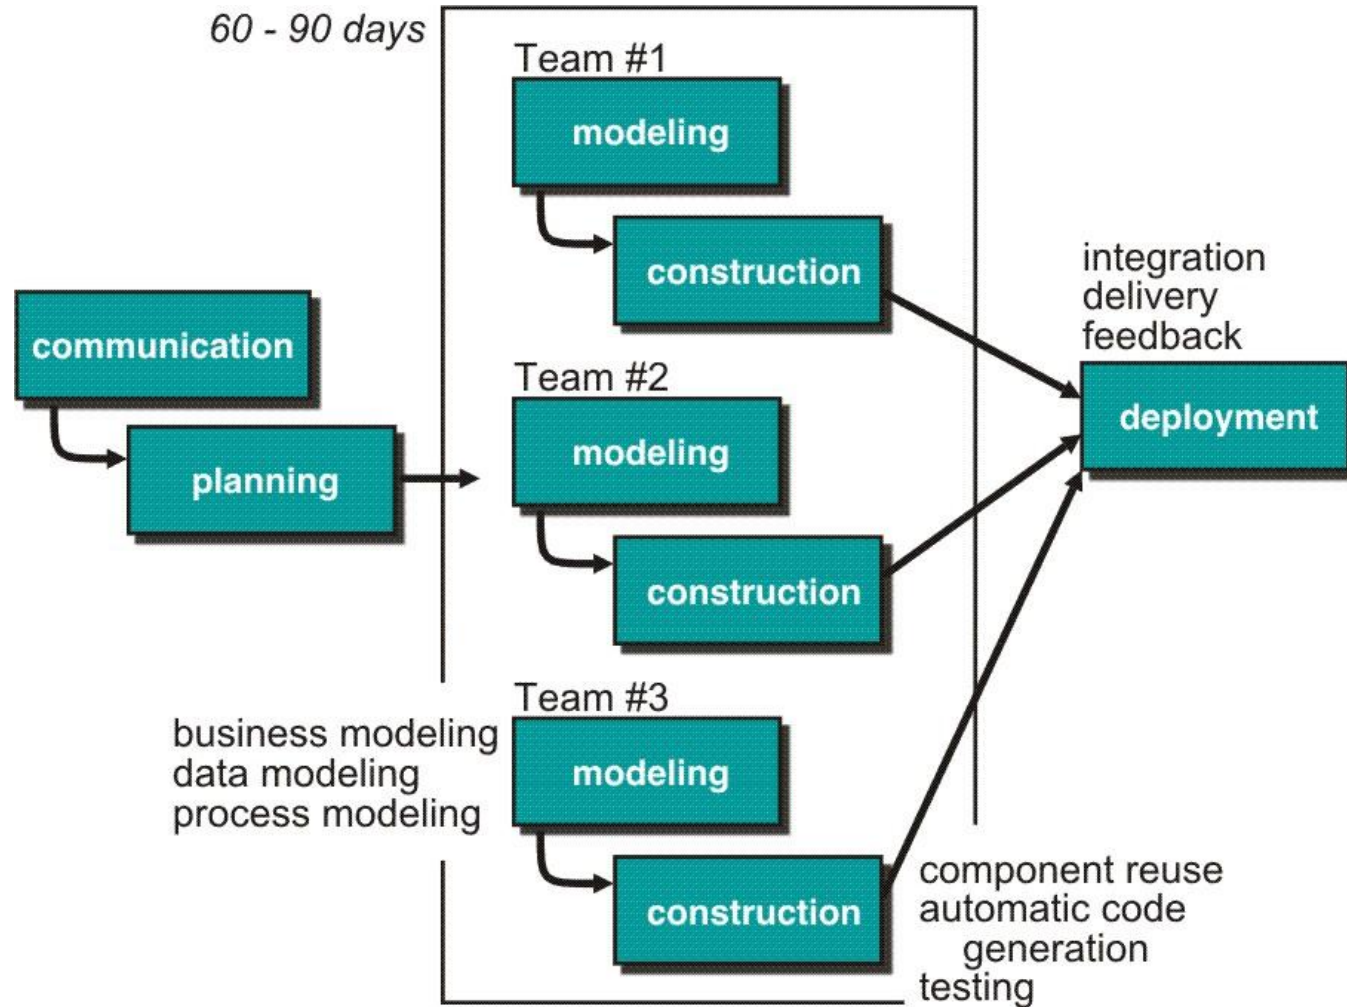 60 - 90 days
Team #1
modeling
construction
communication
planning
Team #2
modeling
construction
integration
delivery
feedback
deployment
Team #3
business modeling
data modeling
process modeling
modeling
construction
component reuse
automatic code
generation
testing